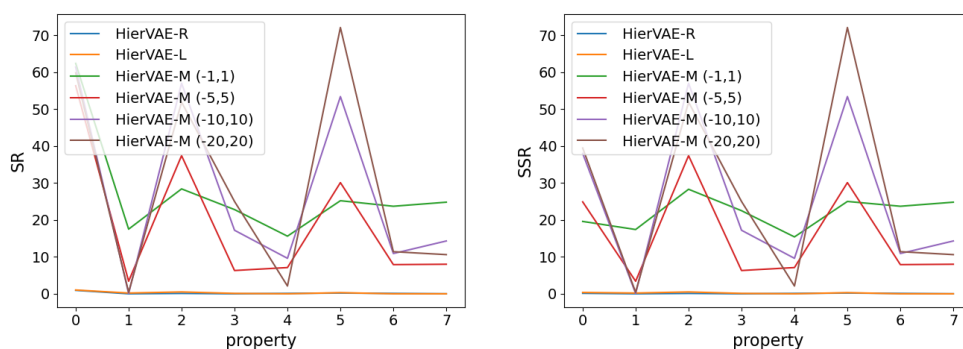 SR
70
60
50
40
30
20
10
0
HierVAE-R
HierVAE-L
HierVAE-M (-1,1)
HierVAE-M (-5,5)
HierVAE-M (-10,10)
HierVAE-M (-20,20)
0 1 2 3 4 5 6 7
property
SSR
70
60
50
40
30
20
10
0
HierVAE-R
HierVAE-L
HierVAE-M (-1,1)
HierVAE-M (-5,5)
HierVAE-M (-10,10)
HierVAE-M (-20,20)
0 1 2 3 4 5 6 7
property